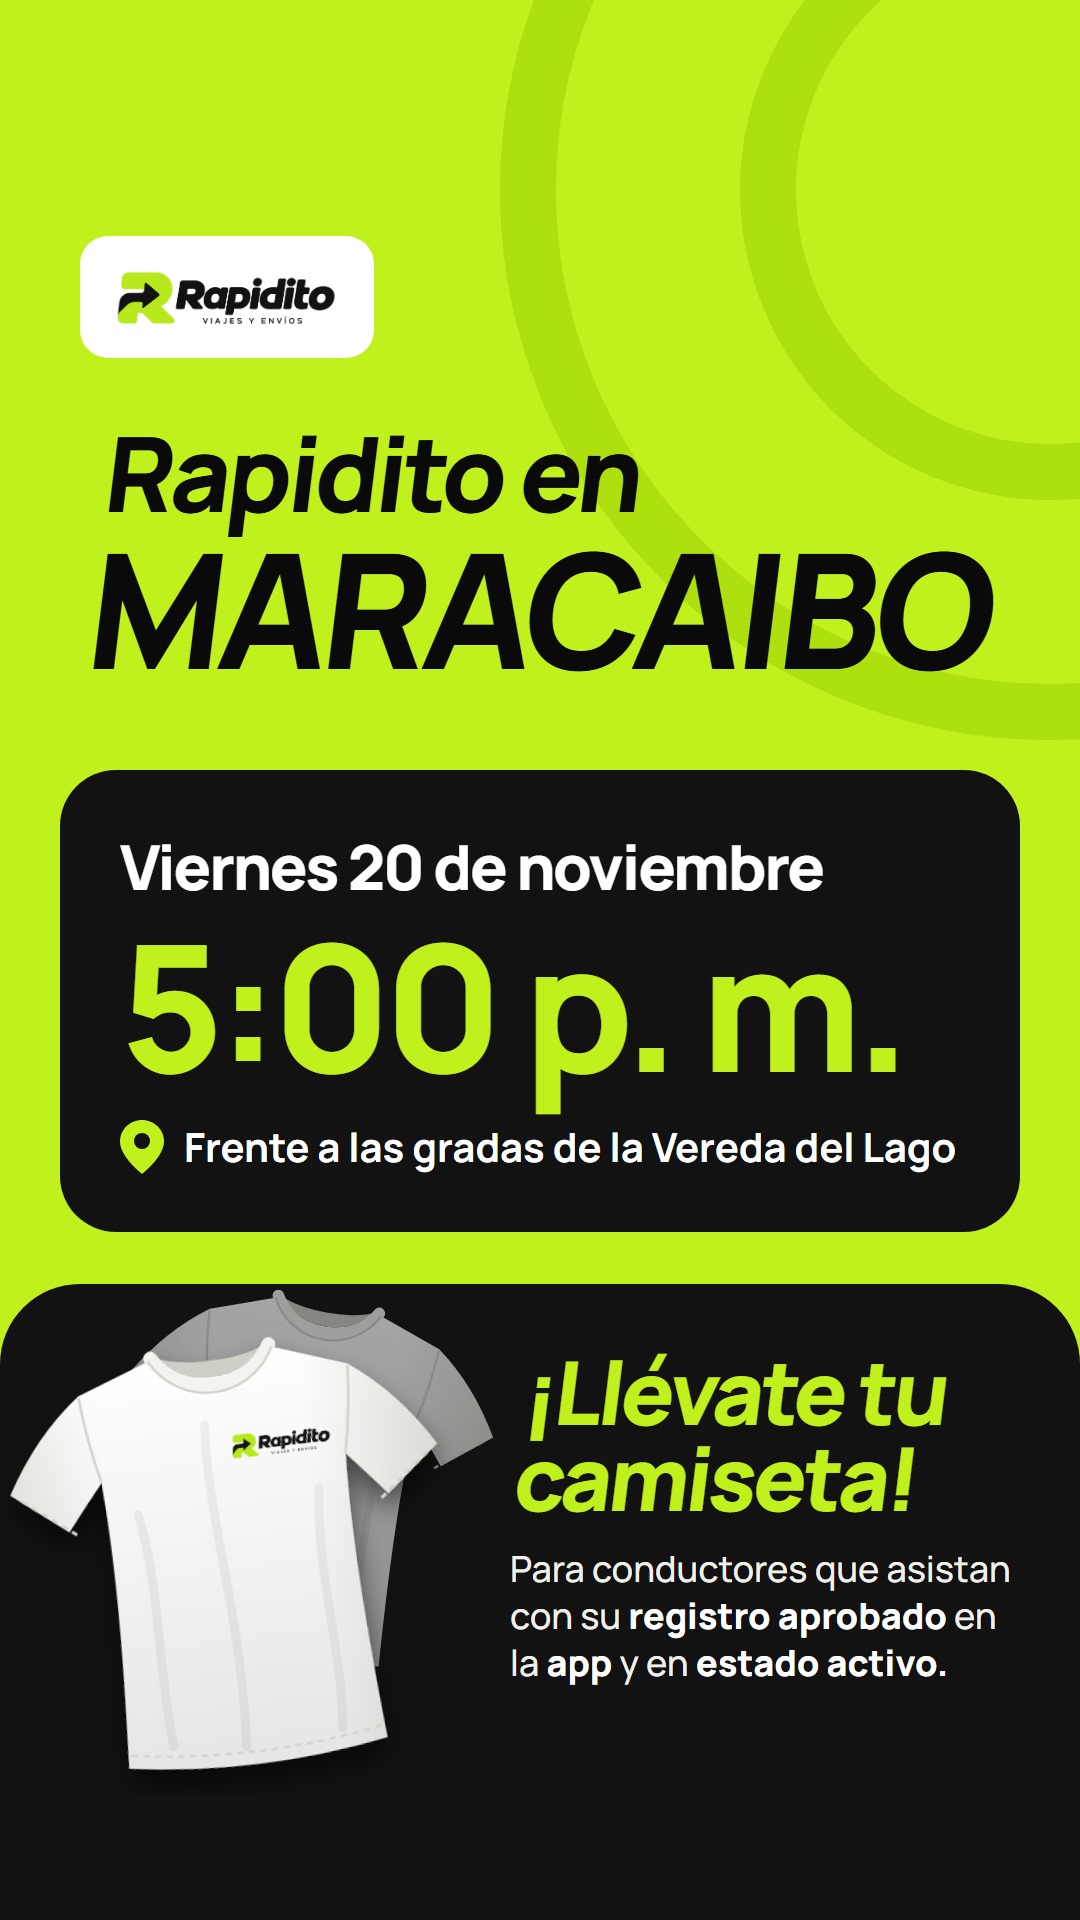 Rapidito
VIAJES Y ENVÍOS
Rapidito en
MARACAIBO
Viernes 20 de noviembre
5:00 p. m.
Frente a las gradas de la Vereda del Lago
Rapidito
VIAJES Y ENVÍOS
¡Llévate tu
camiseta!
Para conductores que asistan
con su registro aprobado en
la app y en estado activo.